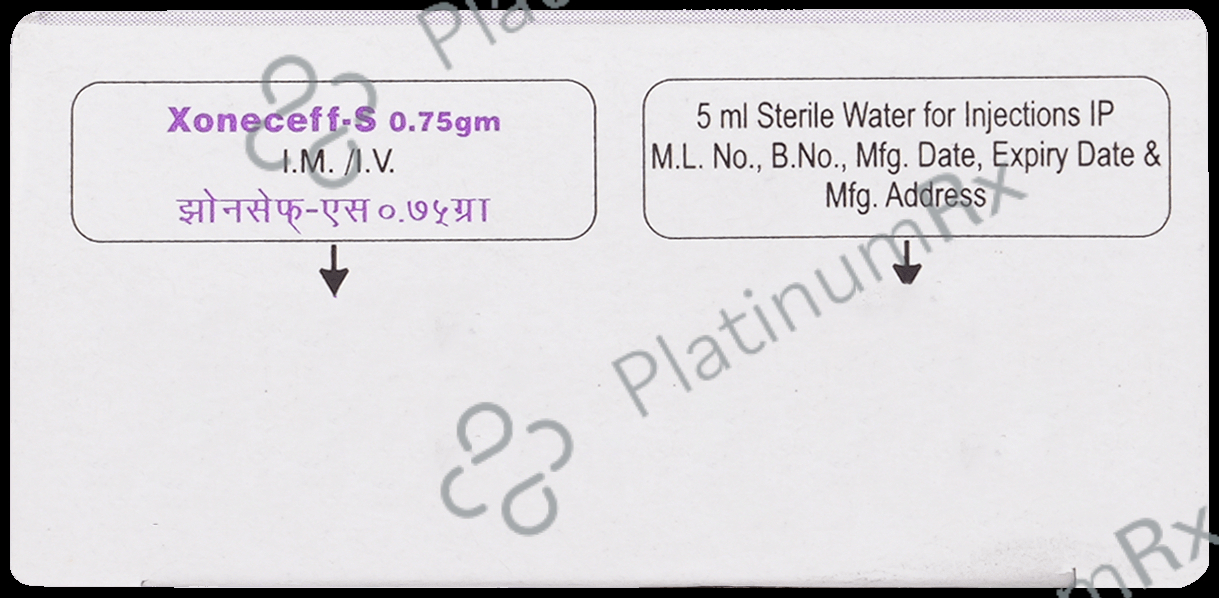 Xoneceff-S 0.75gm
I.M. /I.V.
झोनसेफ्-एस ०.७५ग्रा
5 ml Sterile Water for Injections IP
M.L. No., B.No., Mfg. Date, Expiry Date &
Mfg. Address
PlatinumRx